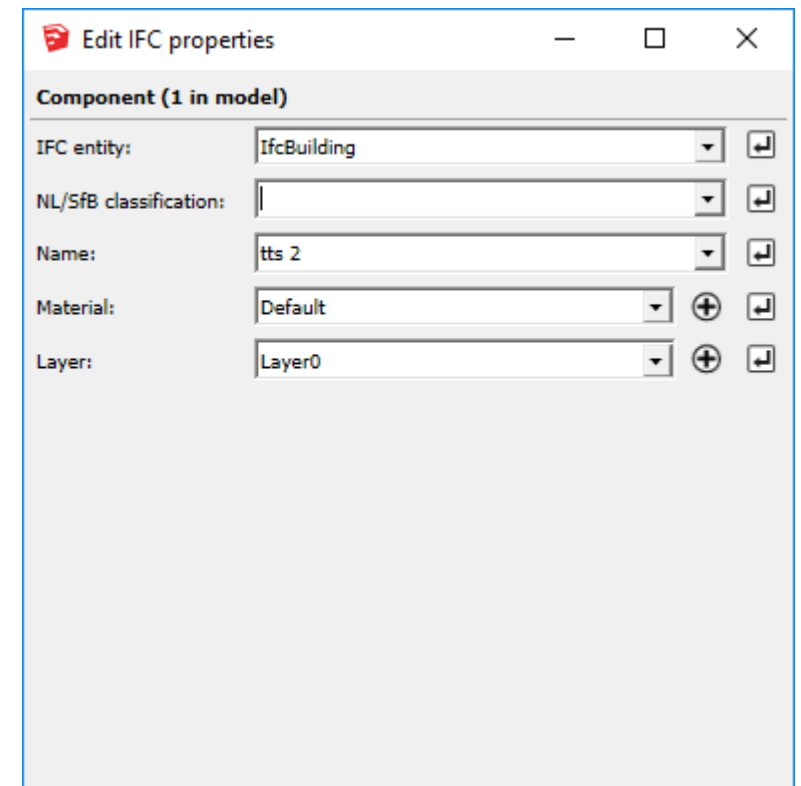 Edit IFC properties
Component (1 in model)
IFC entity: IfcBuilding
NL/SfB classification:
Name: tts 2
Material: Default
Layer: Layer0